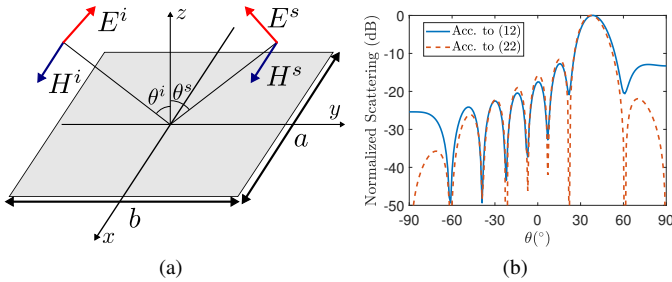 E^i
z
E^s
H^i
θ^i
θ^s
H^s
y
a
b
x
(a)
Normalized Scattering (dB)
0
-10
-20
-30
-40
-50
Acc. to (12)
Acc. to (22)
-90
-60
-30
0
30
60
90
θ(°)
(b)